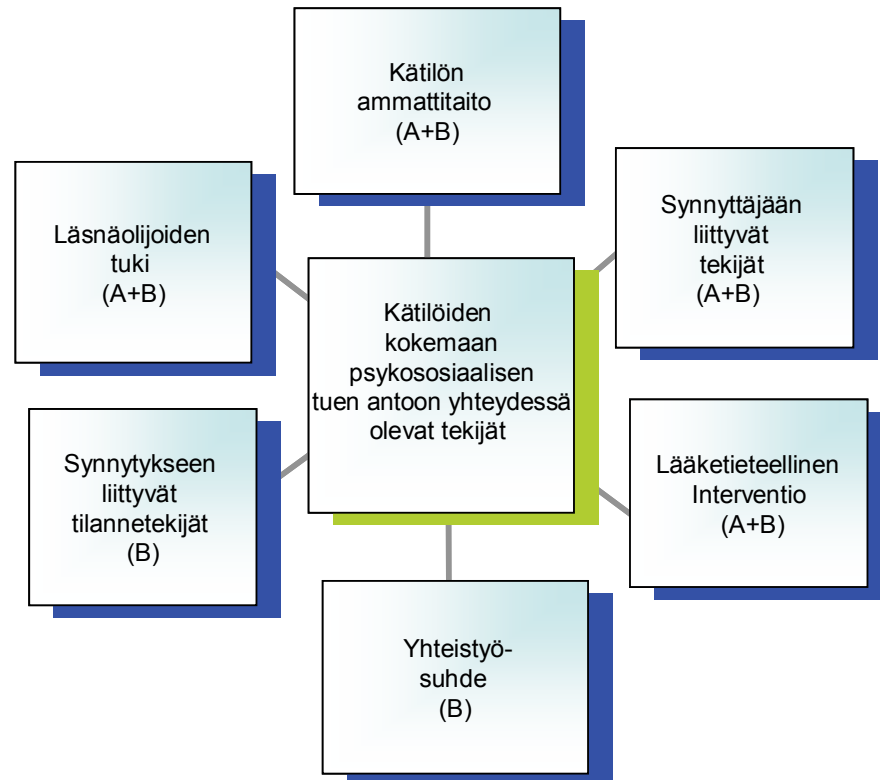 Kätilön
ammattitaito
(A+B)
Läsnäolijoiden
tuki
(A+B)
Synnyttäjään
liittyvät
tekijät
(A+B)
Kätilöiden
kokemaan
psykososiaalisen
tuen antoon yhteydessä
olevat tekijät
Synnytykseen
liittyvät
tilannetekijät
(B)
Lääketieteellinen
Interventio
(A+B)
Yhteistyö-
suhde
(B)